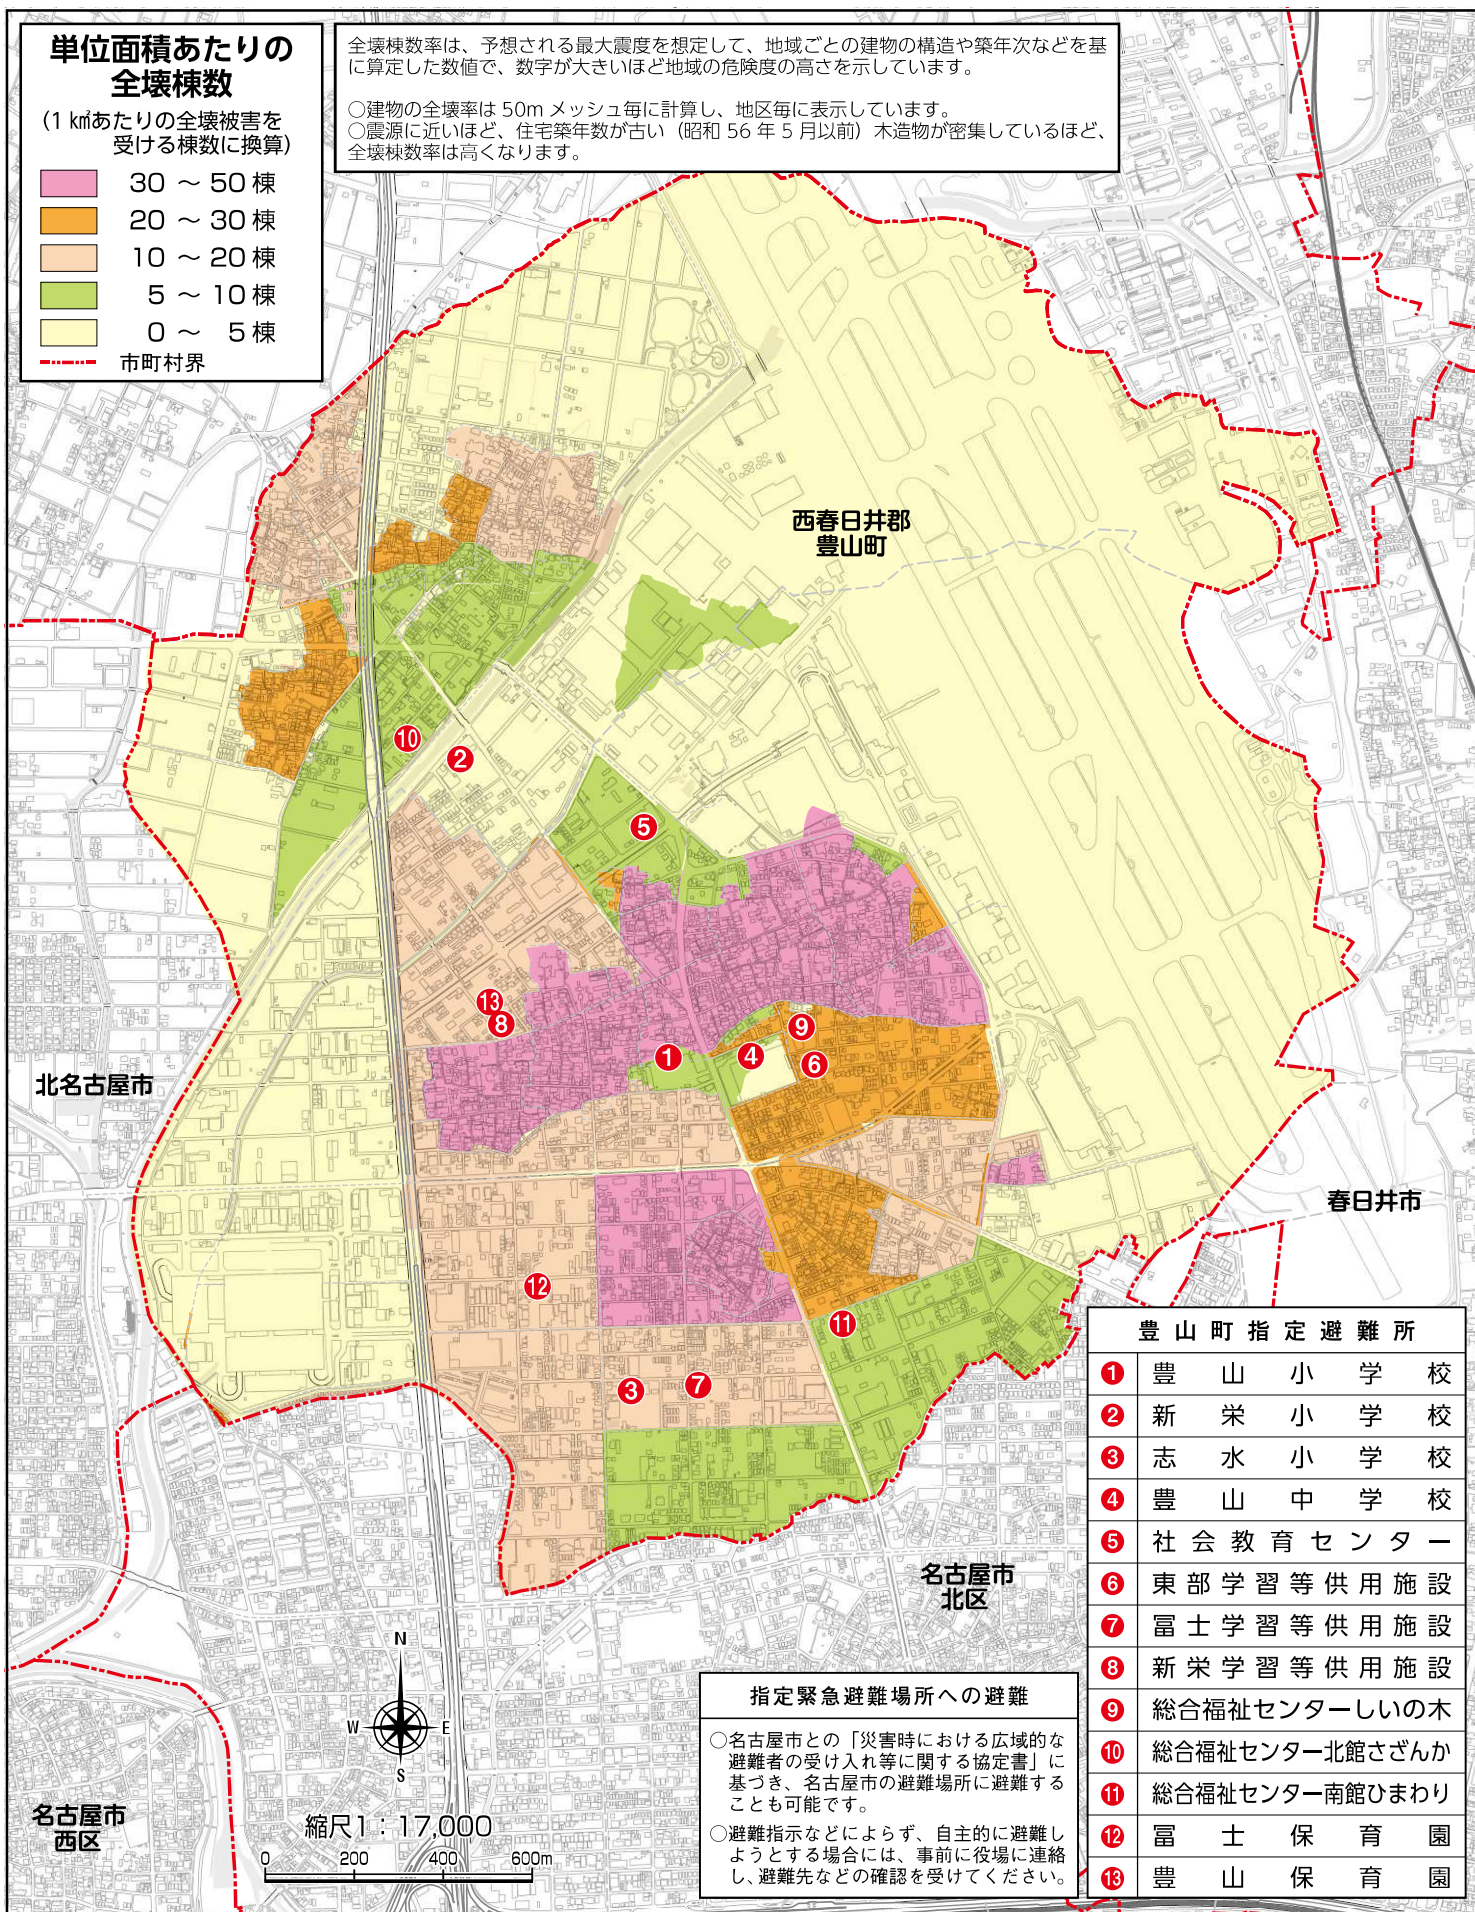 単位面積あたりの
全壊棟数
(1㎢あたりの全壊被害を
受ける棟数に換算)
30 ～ 50 棟
20 ～ 30 棟
10 ～ 20 棟
5 ～ 10 棟
0 ～ 5 棟
市町村界
全壊棟数率は、予想される最大震度を想定して、地域ごとの建物の構造や築年次などを基
に算定した数値で、数字が大きいほど地域の危険度の高さを示しています。
○建物の全壊率は 50m メッシュ毎に計算し、地区毎に表示しています。
○震源に近いほど、住宅築年数が古い（昭和 56 年 5 月以前）木造物が密集しているほど、
全壊棟数率は高くなります。
西春日井郡
豊山町
10
2
5
13
8
1
4
9
6
北名古屋市
春日井市
12
11
3
7
名古屋市
北区
名古屋市
西区
N
W E
S
縮尺1：17,000
0 200 400 600m
指定緊急避難場所への避難
○名古屋市との「災害時における広域的な
避難者の受け入れ等に関する協定書」に
基づき、名古屋市の避難場所に避難する
ことも可能です。
○避難指示などによらず、自主的に避難し
ようとする場合には、事前に役場に連絡
し、避難先などの確認を受けてください。
豊山町指定避難所
1 豊山小学校
2 新栄小学校
3 志水小学校
4 豊山中学校
5 社会教育センター
6 東部学習等供用施設
7 冨士学習等供用施設
8 新栄学習等供用施設
9 総合福祉センターしいの木
10 総合福祉センター北館さざんか
11 総合福祉センター南館ひまわり
12 冨士保育園
13 豊山保育園